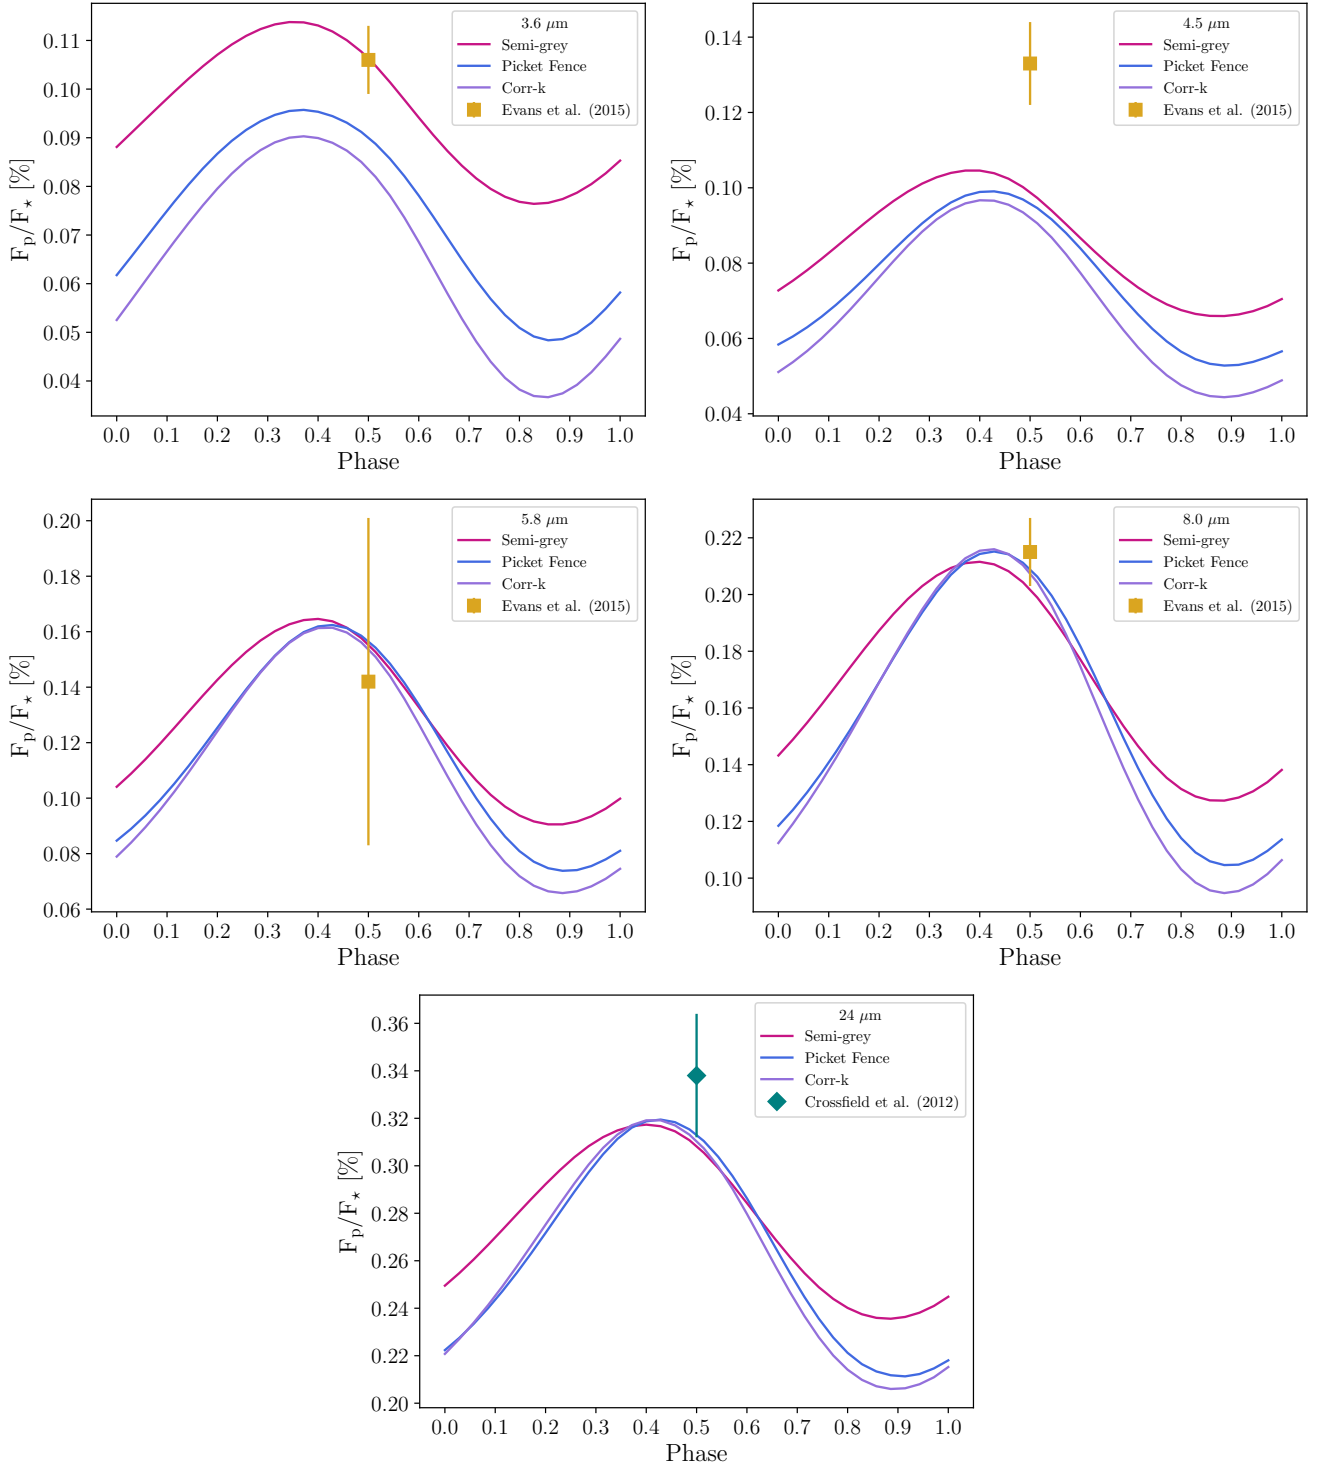 3.6 μm
Semi-grey
Picket Fence
Corr-k
Evans et al. (2015)
0.11
0.10
0.09
0.08
0.07
0.06
0.05
0.04
F_p/F_⋆ [%]
0.0 0.1 0.2 0.3 0.4 0.5 0.6 0.7 0.8 0.9 1.0
Phase
4.5 μm
Semi-grey
Picket Fence
Corr-k
Evans et al. (2015)
0.14
0.12
0.10
0.08
0.06
0.04
F_p/F_⋆ [%]
0.0 0.1 0.2 0.3 0.4 0.5 0.6 0.7 0.8 0.9 1.0
Phase
5.8 μm
Semi-grey
Picket Fence
Corr-k
Evans et al. (2015)
0.20
0.18
0.16
0.14
0.12
0.10
0.08
0.06
F_p/F_⋆ [%]
0.0 0.1 0.2 0.3 0.4 0.5 0.6 0.7 0.8 0.9 1.0
Phase
8.0 μm
Semi-grey
Picket Fence
Corr-k
Evans et al. (2015)
0.22
0.20
0.18
0.16
0.14
0.12
0.10
F_p/F_⋆ [%]
0.0 0.1 0.2 0.3 0.4 0.5 0.6 0.7 0.8 0.9 1.0
Phase
24 μm
Semi-grey
Picket Fence
Corr-k
Crossfield et al. (2012)
0.36
0.34
0.32
0.30
0.28
0.26
0.24
0.22
0.20
F_p/F_⋆ [%]
0.0 0.1 0.2 0.3 0.4 0.5 0.6 0.7 0.8 0.9 1.0
Phase